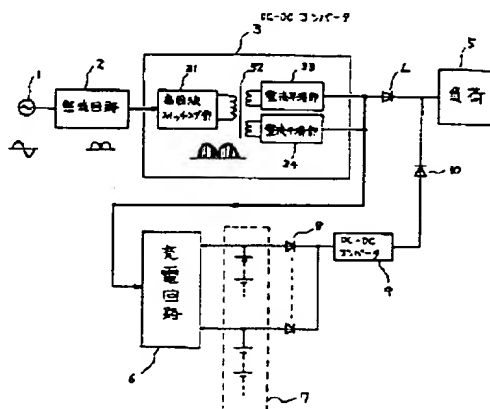 DC-DC コンバータ
3
1
2
整流回路
31
高周波
スイッチング部
32
33
整流平滑部
整流平滑部
34
L
5
負荷
10
充電回路
6
8
DC-DC
コンバータ
9
7